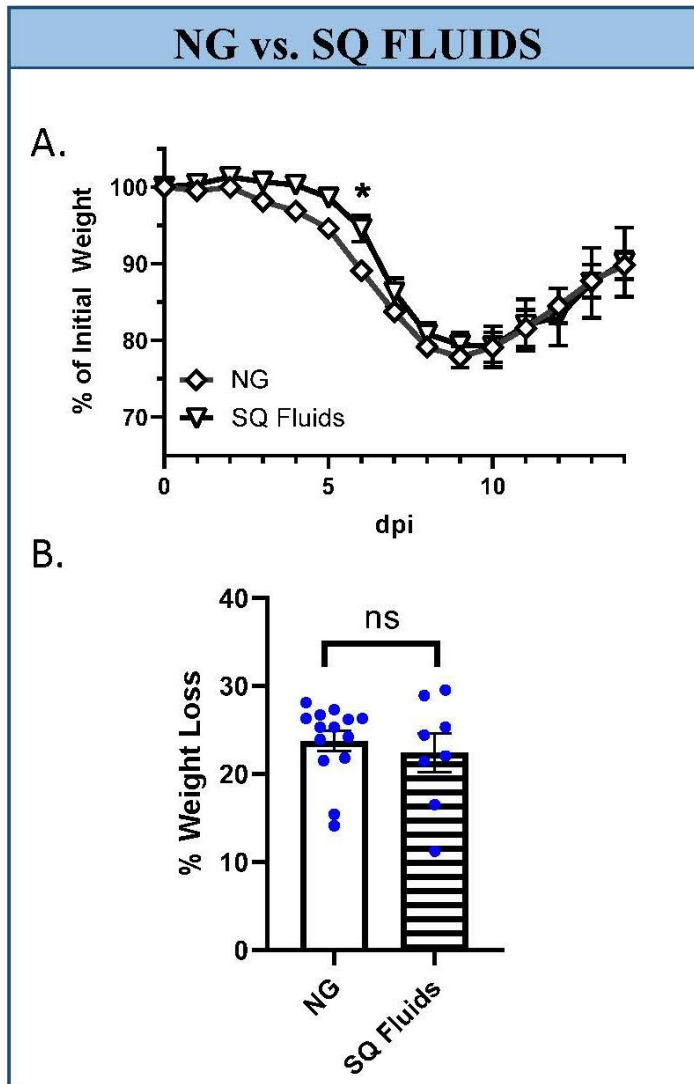 NG vs. SQ FLUIDS
A.
% of Initial Weight
100
90
80
70
*
NG
SQ Fluids
0
5
10
dpi
B.
% Weight Loss
40
30
20
10
0
ns
NG
SQ Fluids